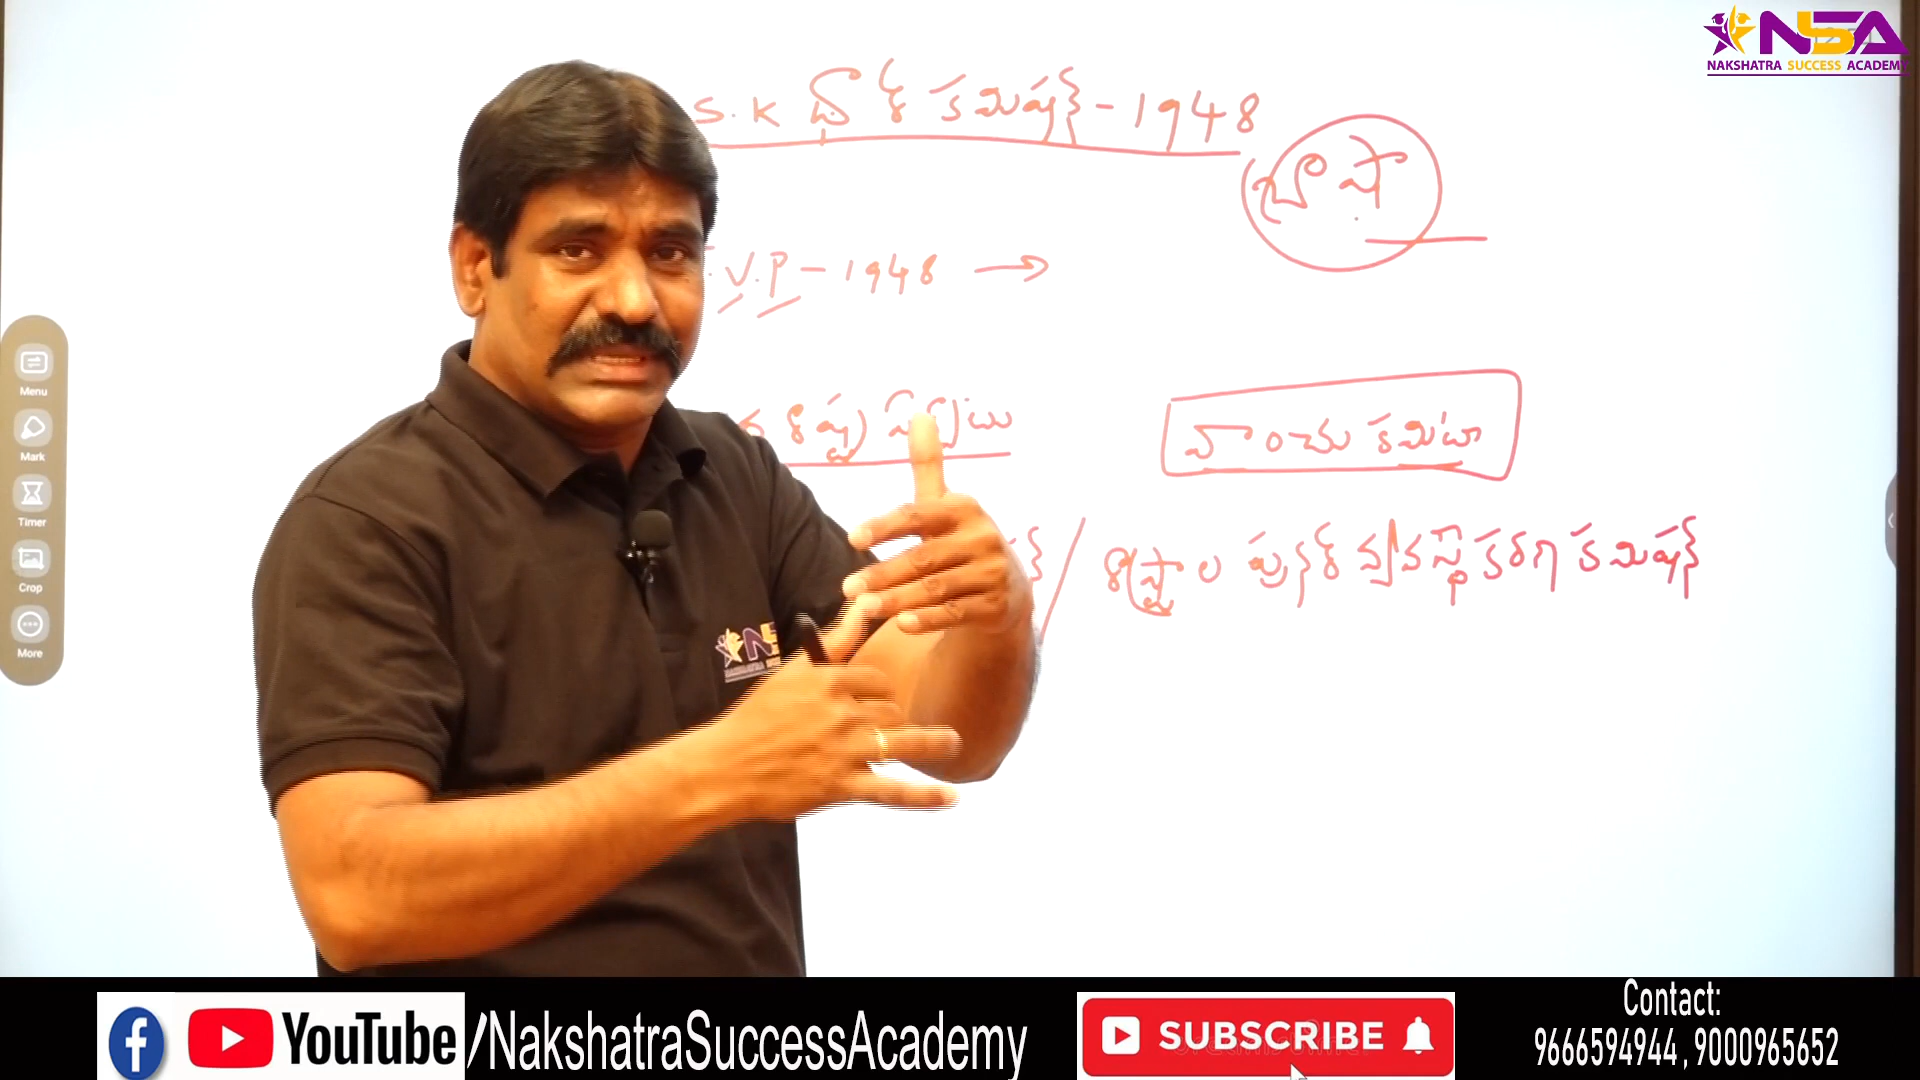 NSA
NAKSHATRA SUCCESS ACADEMY
S.K ధార్ కమిషన్ - 1948
భాషా
.V.P - 1948 →
వాంచు కమిటీ
/ రాష్ట్రాల పునర్ వ్యవస్థీకరణ కమిషన్
Menu
Mark
Timer
Crop
More
NS
YouTube /NakshatraSuccessAcademy
SUBSCRIBE
Contact:
9666594944 , 9000965652